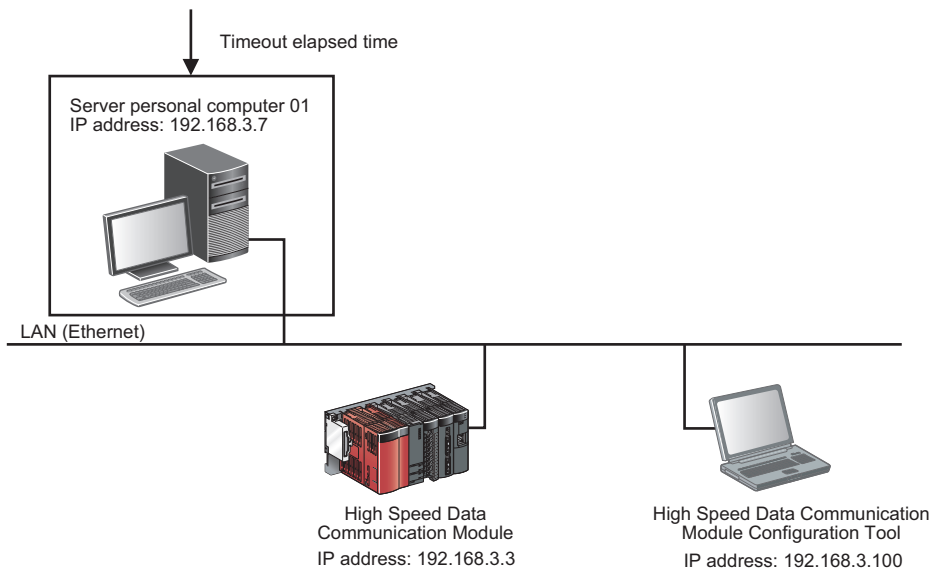 Timeout elapsed time
Server personal computer 01
IP address: 192.168.3.7
LAN (Ethernet)
High Speed Data
Communication Module
IP address: 192.168.3.3
High Speed Data Communication
Module Configuration Tool
IP address: 192.168.3.100